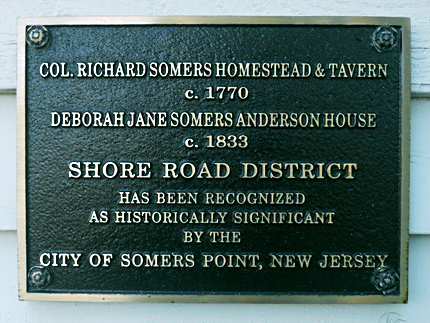 COL. RICHARD SOMERS HOMESTEAD & TAVERN
c. 1770
DEBORAH JANE SOMERS ANDERSON HOUSE
c. 1833
SHORE ROAD DISTRICT
HAS BEEN RECOGNIZED
AS HISTORICALLY SIGNIFICANT
BY THE
CITY OF SOMERS POINT, NEW JERSEY